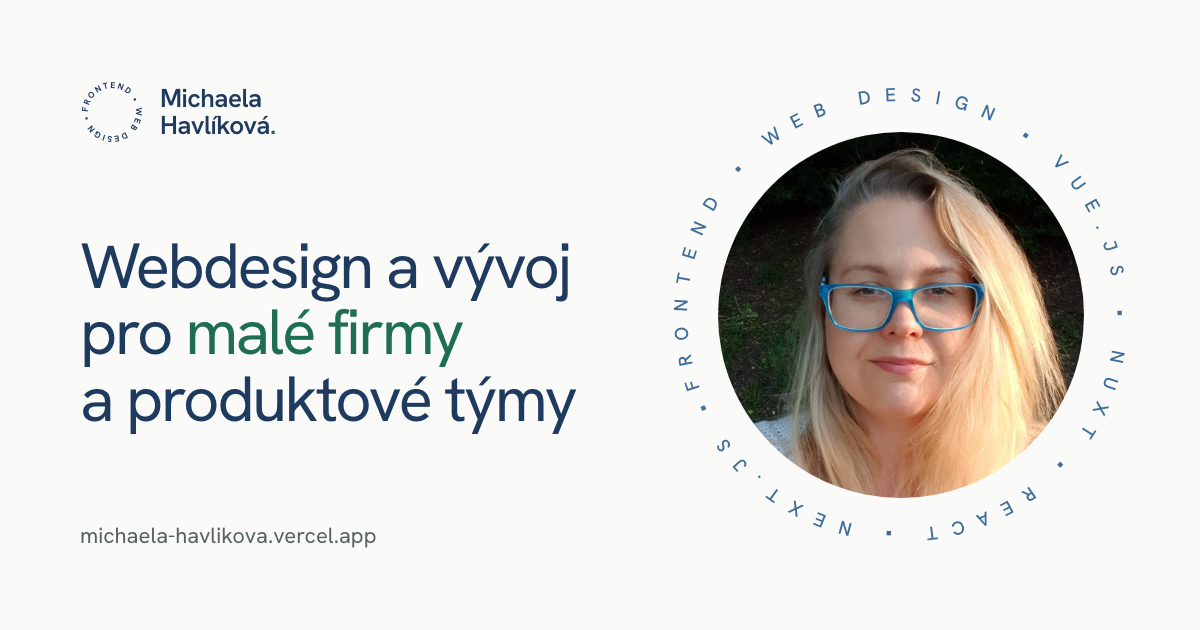 FRONTEND • WEB DESIGN •
Michaela
Havlíková.
Webdesign a vývoj
pro malé firmy
a produktové týmy
michaela-havlikova.vercel.app
FRONTEND • WEB DESIGN • VUE.JS • NUXT • REACT • NEXT.JS •